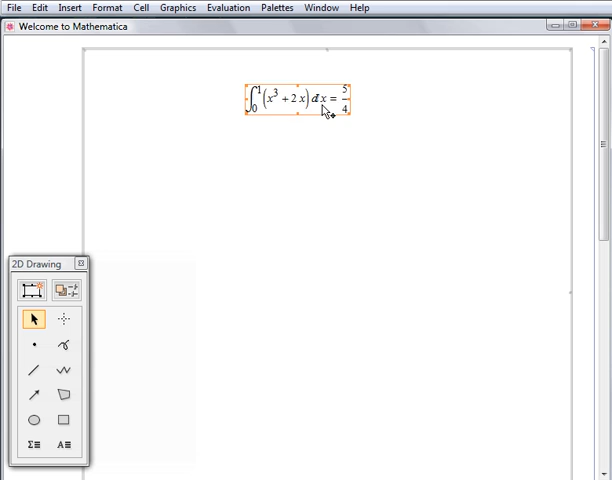 File Edit Insert Format Cell Graphics Evaluation Palettes Window Help
Welcome to Mathematica
∫₀¹ (x³ + 2 x) ⅆx = 5/4
2D Drawing
Σ≡ A≡